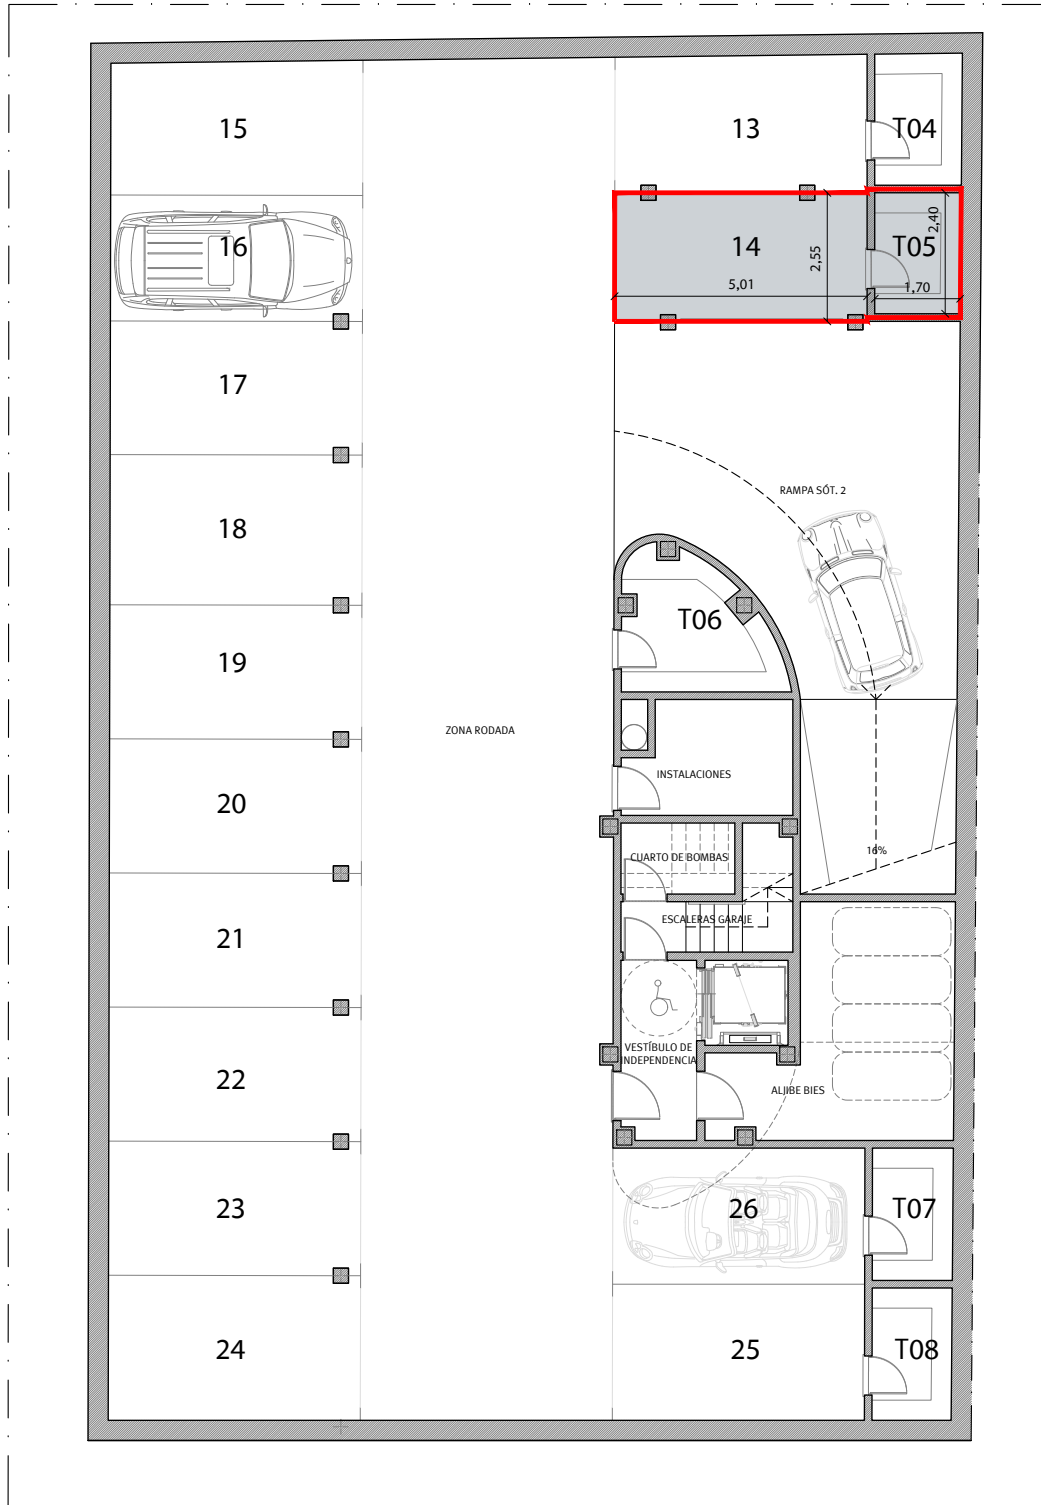 15
13
T04
16
14
2,55
5,01
T05
2,40
1,70
17
18
RAMPA SÓT. 2
T06
19
ZONA RODADA
INSTALACIONES
20
CUARTO DE BOMBAS
16%
ESCALERAS GARAJE
21
VESTÍBULO DE
INDEPENDENCIA
22
ALJIBE BIES
23
26
T07
24
25
T08